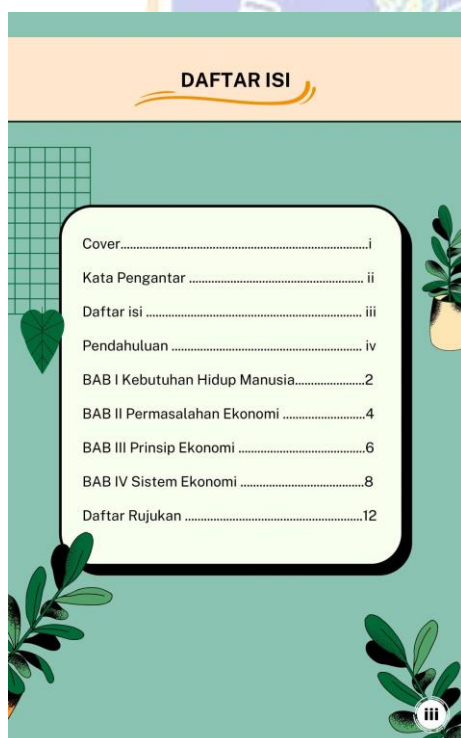 DAFTAR ISI
Cover......................................................................i
Kata Pengantar ................................................. ii
Daftar isi ............................................................. iii
Pendahuluan ...................................................... iv
BAB I Kebutuhan Hidup Manusia....................2
BAB II Permasalahan Ekonomi ........................4
BAB III Prinsip Ekonomi ....................................6
BAB IV Sistem Ekonomi ...................................8
Daftar Rujukan ..................................................12
iii